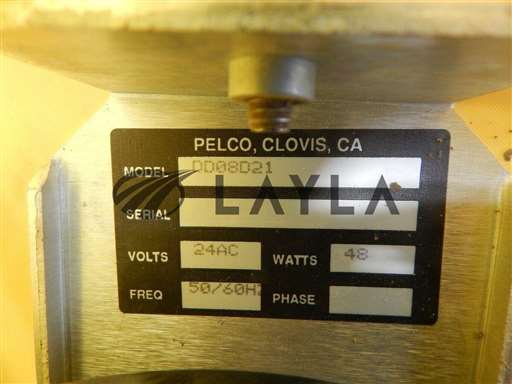 PELCO, CLOVIS, CA
MODEL DD08D21
SERIAL
LAYLA
VOLTS 24AC WATTS 48
FREQ 50/60HZ PHASE